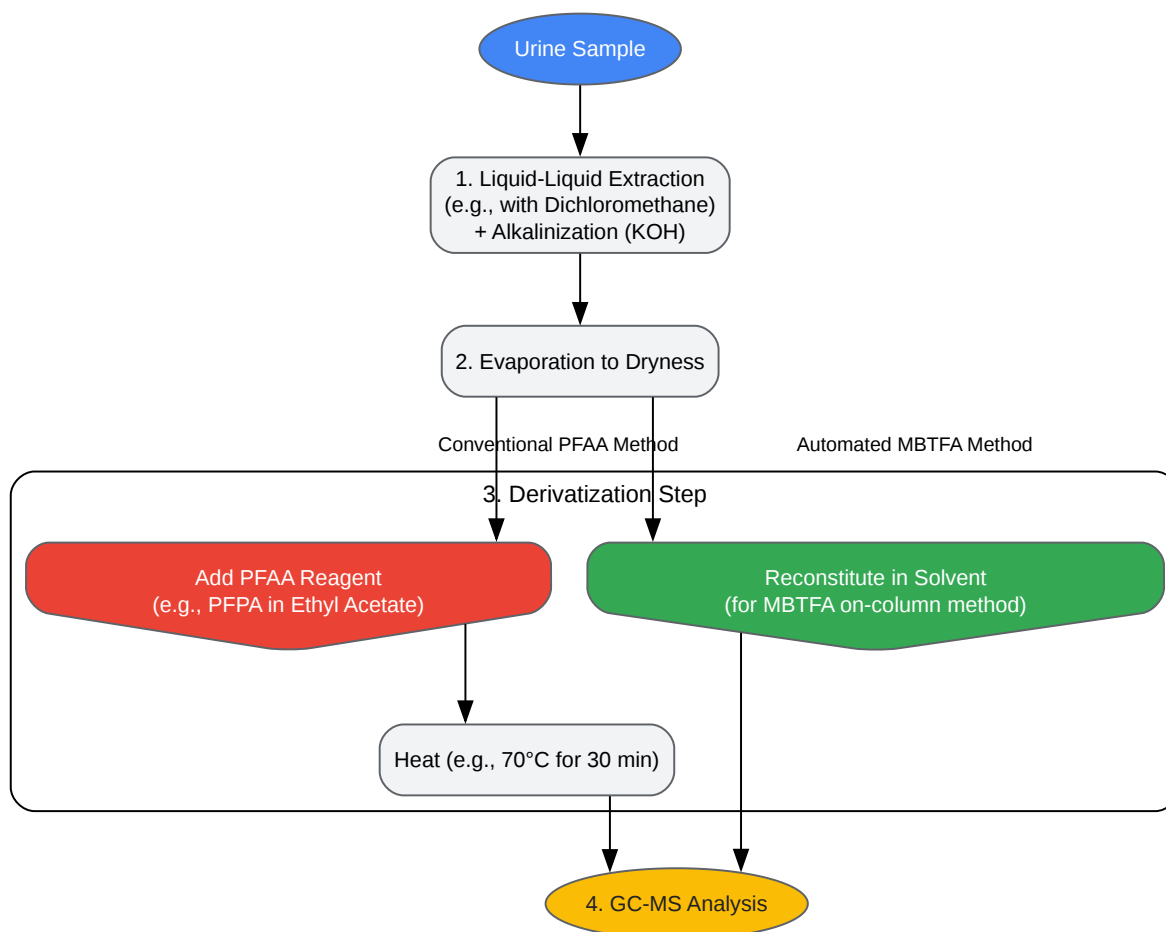 Urine Sample
1. Liquid-Liquid Extraction
(e.g., with Dichloromethane)
+ Alkalinization (KOH)
2. Evaporation to Dryness
Conventional PFAA Method
Automated MBTFA Method
3. Derivatization Step
Add PFAA Reagent
(e.g., PFPA in Ethyl Acetate)
Reconstitute in Solvent
(for MBTFA on-column method)
Heat (e.g., 70°C for 30 min)
4. GC-MS Analysis